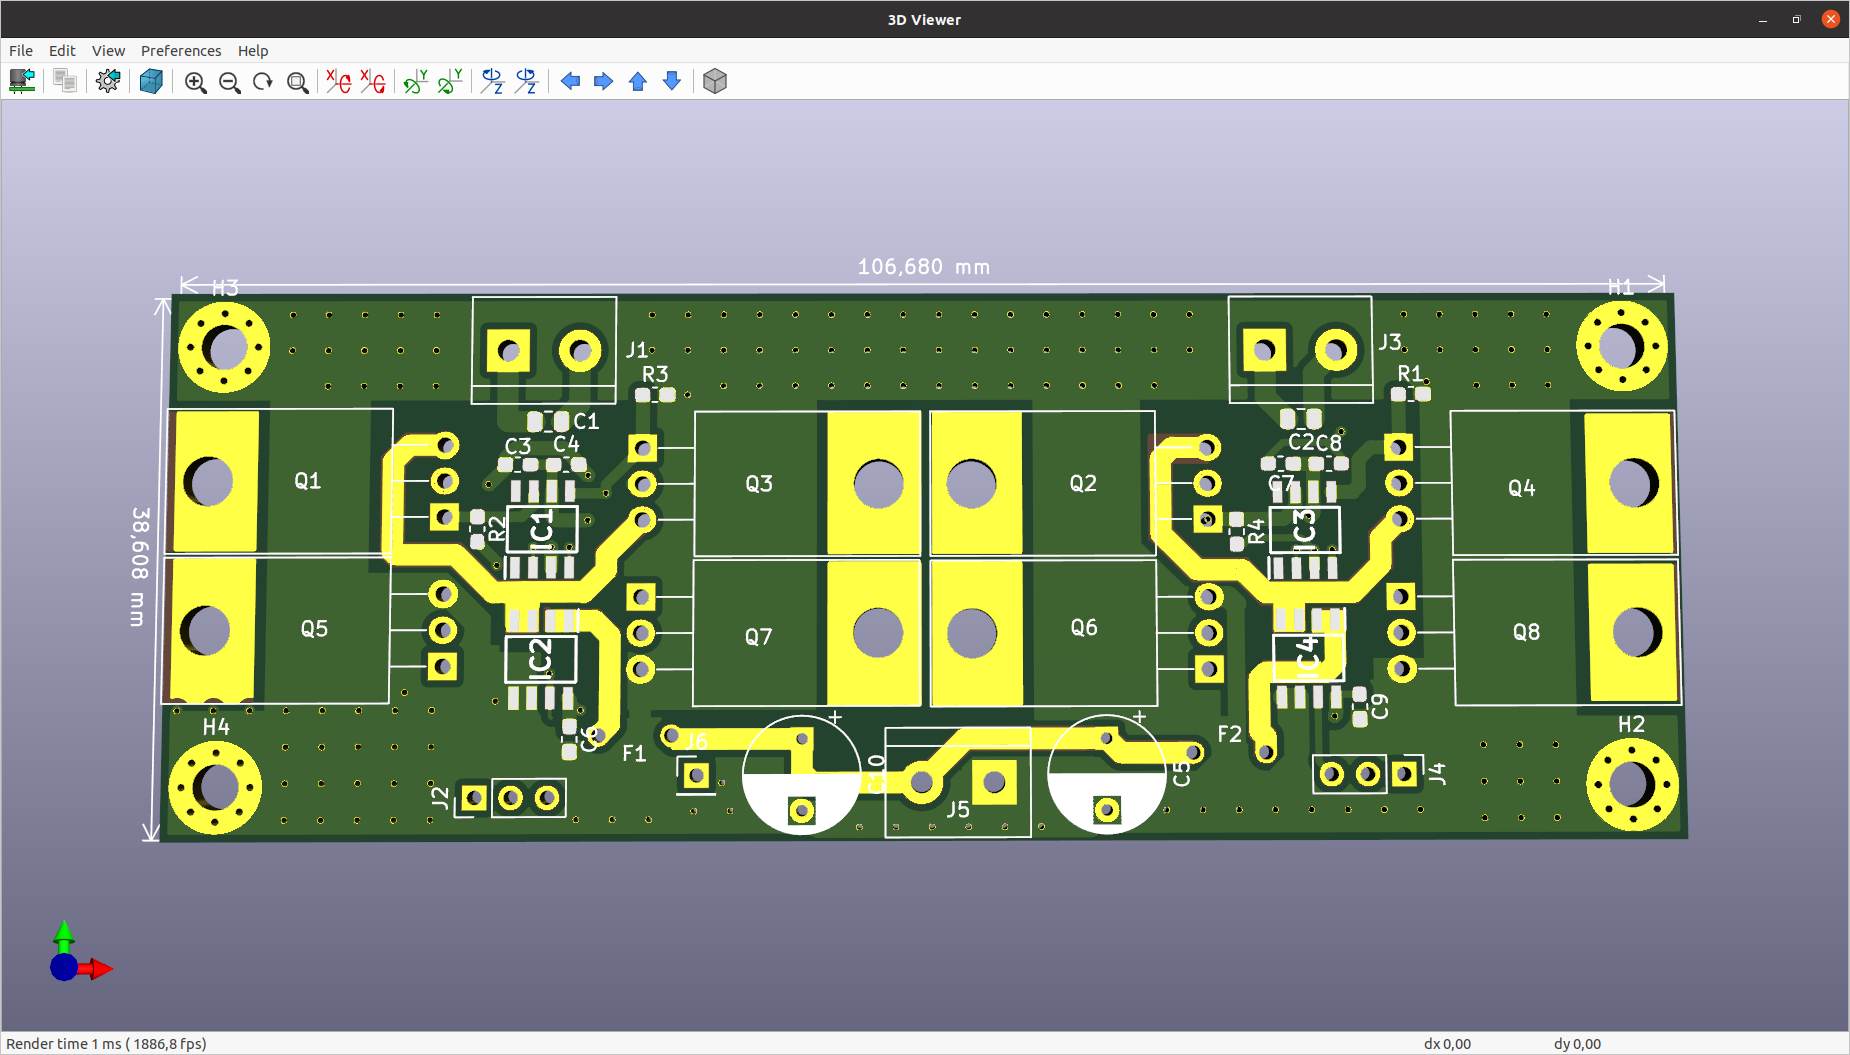 3D Viewer
File Edit View Preferences Help
106,680 mm
38,608 mm
H3
H1
J1
J3
R3
R1
C1
C3 C4
C2 C8
C7
Q1
Q3
Q2
Q4
R2
IC1
R4
IC3
Q5
Q7
Q6
Q8
IC2
IC4
C9
H4
C6
F1
J6
+
+
F2
H2
C10
C5
J4
J2
J5
Render time 1 ms ( 1886,8 fps)
dx 0,00
dy 0,00